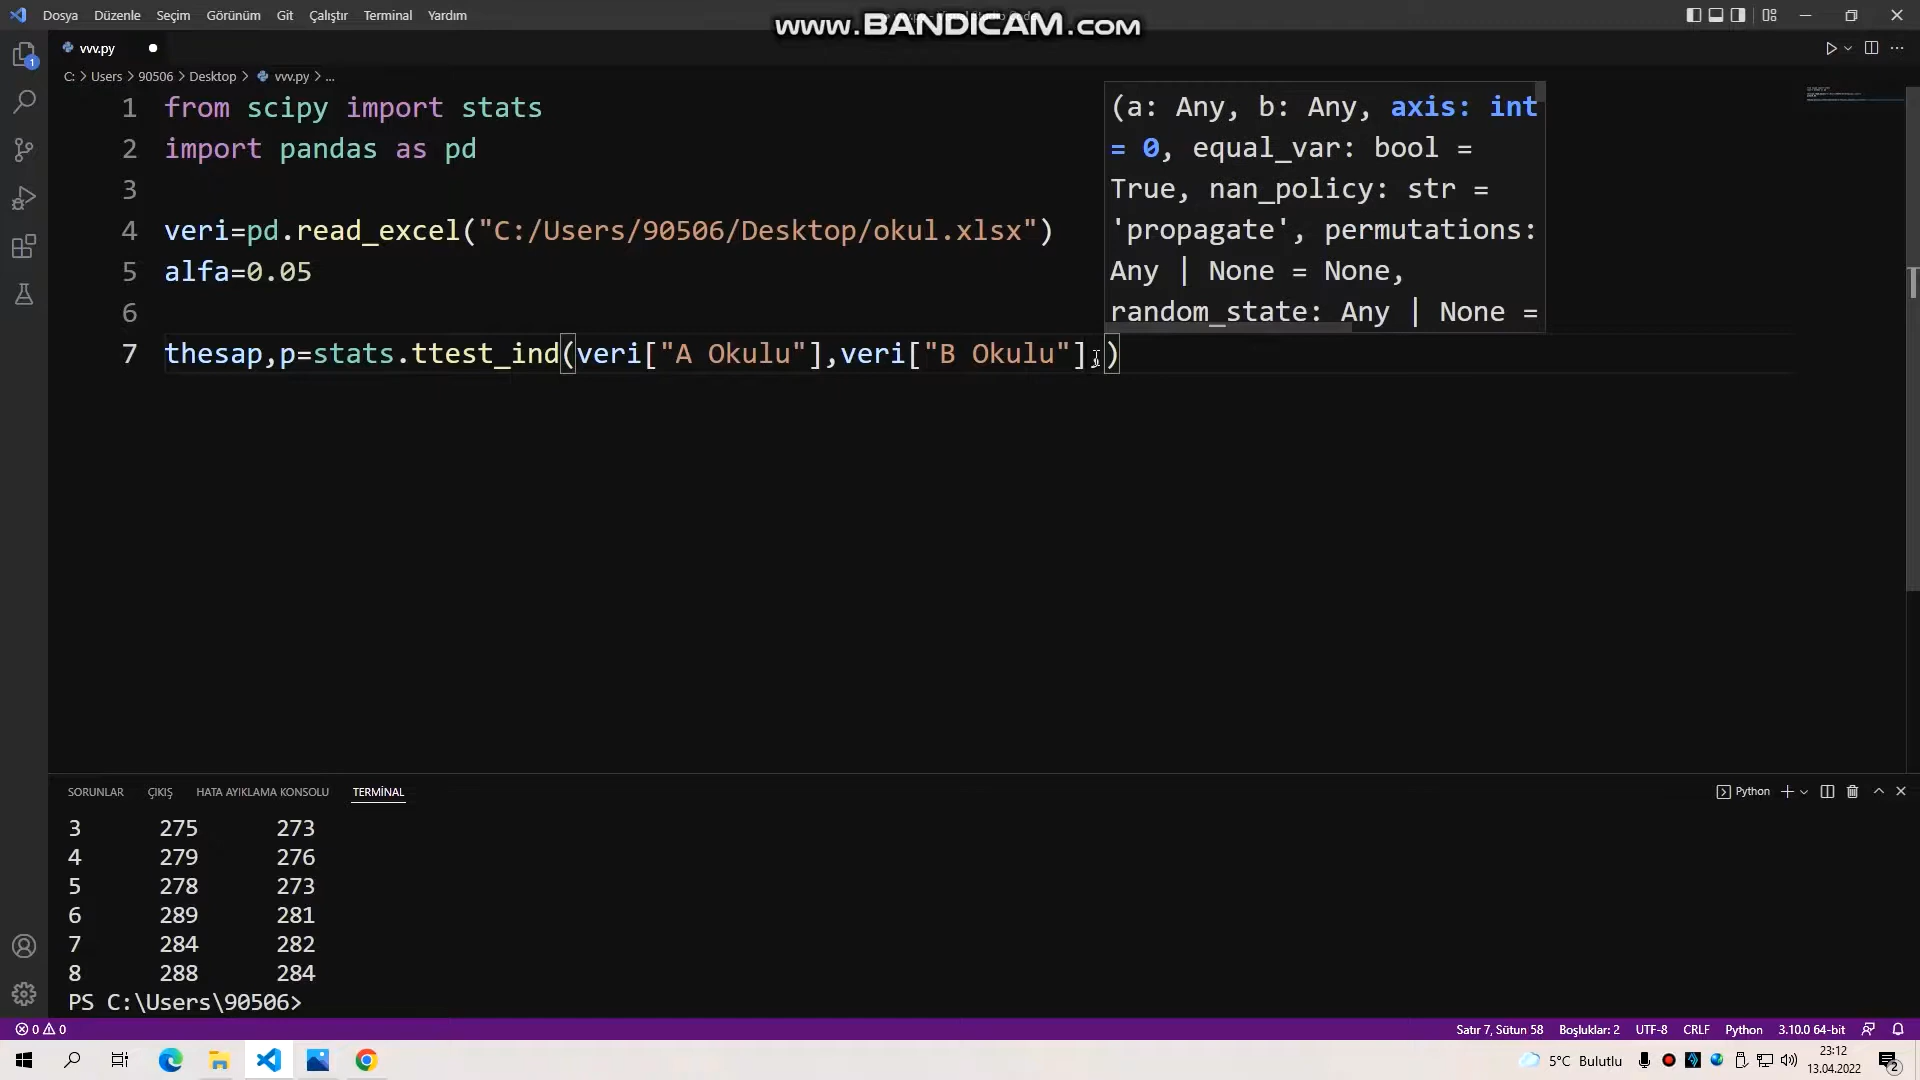 Dosya Düzenle Seçim Görünüm Git Çalıştır Terminal Yardım
www.BANDICAM.com
vvv.py
C: > Users > 90506 > Desktop > vvv.py > ...
1 from scipy import stats
2 import pandas as pd
3
4 veri=pd.read_excel("C:/Users/90506/Desktop/okul.xlsx")
5 alfa=0.05
6
7 thesap,p=stats.ttest_ind(veri["A Okulu"],veri["B Okulu"],)
(a: Any, b: Any, axis: int
= 0, equal_var: bool =
True, nan_policy: str =
'propagate', permutations:
Any | None = None,
random_state: Any | None =
SORUNLAR ÇIKIŞ HATA AYIKLAMA KONSOLU TERMİNAL
Python
3 275 273
4 279 276
5 278 273
6 289 281
7 284 282
8 288 284
PS C:\Users\90506>
0 0
Satır 7, Sütun 58 Boşluklar: 2 UTF-8 CRLF Python 3.10.0 64-bit
5°C Bulutlu
23:12
13.04.2022
2
1